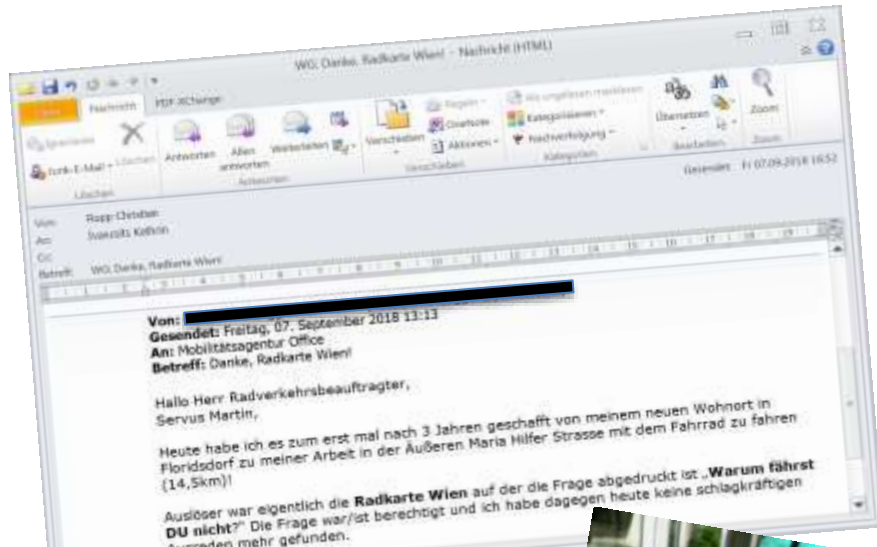 WG: Danke, Radkarte Wien! - Nachricht (HTML)
Nachricht PDF-XChange
Löschen
Antworten
Allen antworten
Weiterleiten
Verschieben
OneNote
Aktionen
Kategorisieren
Nachverfolgung
Übersetzen
Zoom
Gesendet: Fr 07.09.2018 16:52
Von:
An:
Cc:
Betreff: WG: Danke, Radkarte Wien!
Von:
Gesendet: Freitag, 07. September 2018 13:13
An: Mobilitätsagentur Office
Betreff: Danke, Radkarte Wien!
Hallo Herr Radverkehrsbeauftragter,
Servus Martin,
Heute habe ich es zum erst mal nach 3 Jahren geschafft von meinem neuen Wohnort in
Floridsdorf zu meiner Arbeit in der Äußeren Maria Hilfer Strasse mit dem Fahrrad zu fahren
(14,5km)!
Auslöser war eigentlich die Radkarte Wien auf der die Frage abgedruckt ist „Warum fährst
DU nicht?" Die Frage war/ist berechtigt und ich habe dagegen heute keine schlagkräftigen
Ausreden mehr gefunden.